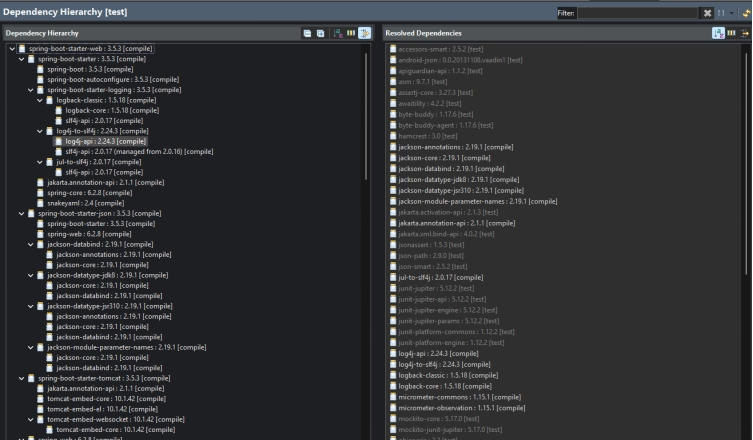 Dependency Hierarchy [test]
Filter:
Dependency Hierarchy
spring-boot-starter-web : 3.5.3 [compile]
spring-boot-starter : 3.5.3 [compile]
spring-boot : 3.5.3 [compile]
spring-boot-autoconfigure : 3.5.3 [compile]
spring-boot-starter-logging : 3.5.3 [compile]
logback-classic : 1.5.18 [compile]
logback-core : 1.5.18 [compile]
slf4j-api : 2.0.17 [compile]
log4j-to-slf4j : 2.24.3 [compile]
log4j-api : 2.24.3 [compile]
slf4j-api : 2.0.17 (managed from 2.0.16) [compile]
jul-to-slf4j : 2.0.17 [compile]
slf4j-api : 2.0.17 [compile]
jakarta.annotation-api : 2.1.1 [compile]
spring-core : 6.2.8 [compile]
snakeyaml : 2.4 [compile]
spring-boot-starter-json : 3.5.3 [compile]
spring-boot-starter : 3.5.3 [compile]
spring-web : 6.2.8 [compile]
jackson-databind : 2.19.1 [compile]
jackson-annotations : 2.19.1 [compile]
jackson-core : 2.19.1 [compile]
jackson-datatype-jdk8 : 2.19.1 [compile]
jackson-core : 2.19.1 [compile]
jackson-databind : 2.19.1 [compile]
jackson-datatype-jsr310 : 2.19.1 [compile]
jackson-annotations : 2.19.1 [compile]
jackson-core : 2.19.1 [compile]
jackson-databind : 2.19.1 [compile]
jackson-module-parameter-names : 2.19.1 [compile]
jackson-core : 2.19.1 [compile]
jackson-databind : 2.19.1 [compile]
spring-boot-starter-tomcat : 3.5.3 [compile]
jakarta.annotation-api : 2.1.1 [compile]
tomcat-embed-core : 10.1.42 [compile]
tomcat-embed-el : 10.1.42 [compile]
tomcat-embed-websocket : 10.1.42 [compile]
tomcat-embed-core : 10.1.42 [compile]
spring-web : 6.2.8 [compile]
Resolved Dependencies
accessors-smart : 2.5.2 [test]
android-json : 0.0.20131108.vaadin1 [test]
apiguardian-api : 1.1.2 [test]
asm : 9.7.1 [test]
assertj-core : 3.27.3 [test]
awaitility : 4.2.2 [test]
byte-buddy : 1.17.6 [test]
byte-buddy-agent : 1.17.6 [test]
hamcrest : 3.0 [test]
jackson-annotations : 2.19.1 [compile]
jackson-core : 2.19.1 [compile]
jackson-databind : 2.19.1 [compile]
jackson-datatype-jdk8 : 2.19.1 [compile]
jackson-datatype-jsr310 : 2.19.1 [compile]
jackson-module-parameter-names : 2.19.1 [compile]
jakarta.activation-api : 2.1.3 [test]
jakarta.annotation-api : 2.1.1 [compile]
jakarta.xml.bind-api : 4.0.2 [test]
jsonassert : 1.5.3 [test]
json-path : 2.9.0 [test]
json-smart : 2.5.2 [test]
jul-to-slf4j : 2.0.17 [compile]
junit-jupiter : 5.12.2 [test]
junit-jupiter-api : 5.12.2 [test]
junit-jupiter-engine : 5.12.2 [test]
junit-jupiter-params : 5.12.2 [test]
junit-platform-commons : 1.12.2 [test]
junit-platform-engine : 1.12.2 [test]
log4j-api : 2.24.3 [compile]
log4j-to-slf4j : 2.24.3 [compile]
logback-classic : 1.5.18 [compile]
logback-core : 1.5.18 [compile]
micrometer-commons : 1.15.1 [compile]
micrometer-observation : 1.15.1 [compile]
mockito-core : 5.17.0 [test]
mockito-junit-jupiter : 5.17.0 [test]